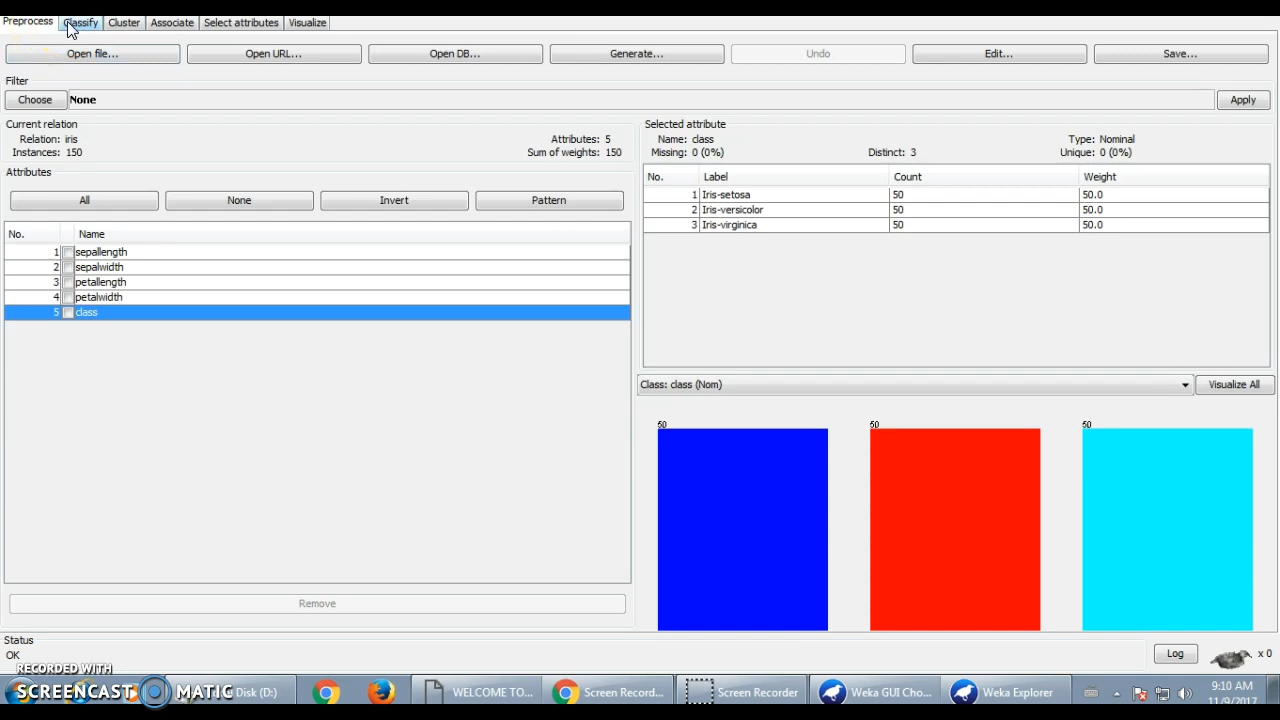 Preprocess Classify Cluster Associate Select attributes Visualize
Open file... Open URL... Open DB... Generate... Undo Edit... Save...
Filter
Choose None Apply
Current relation
Relation: iris Attributes: 5
Instances: 150 Sum of weights: 150
Selected attribute
Name: class Type: Nominal
Missing: 0 (0%) Distinct: 3 Unique: 0 (0%)
Attributes
All None Invert Pattern
No. Name
1 sepallength
2 sepalwidth
3 petallength
4 petalwidth
5 class
No. Label Count Weight
1 Iris-setosa 50 50.0
2 Iris-versicolor 50 50.0
3 Iris-virginica 50 50.0
Class: class (Nom) Visualize All
50 50 50
Remove
Status
OK
Log x 0
RECORDED WITH
SCREENCAST MATIC
Disk (D:) WELCOME TO... Screen Record... Screen Recorder Weka GUI Cho... Weka Explorer
9:10 AM
11/9/2017